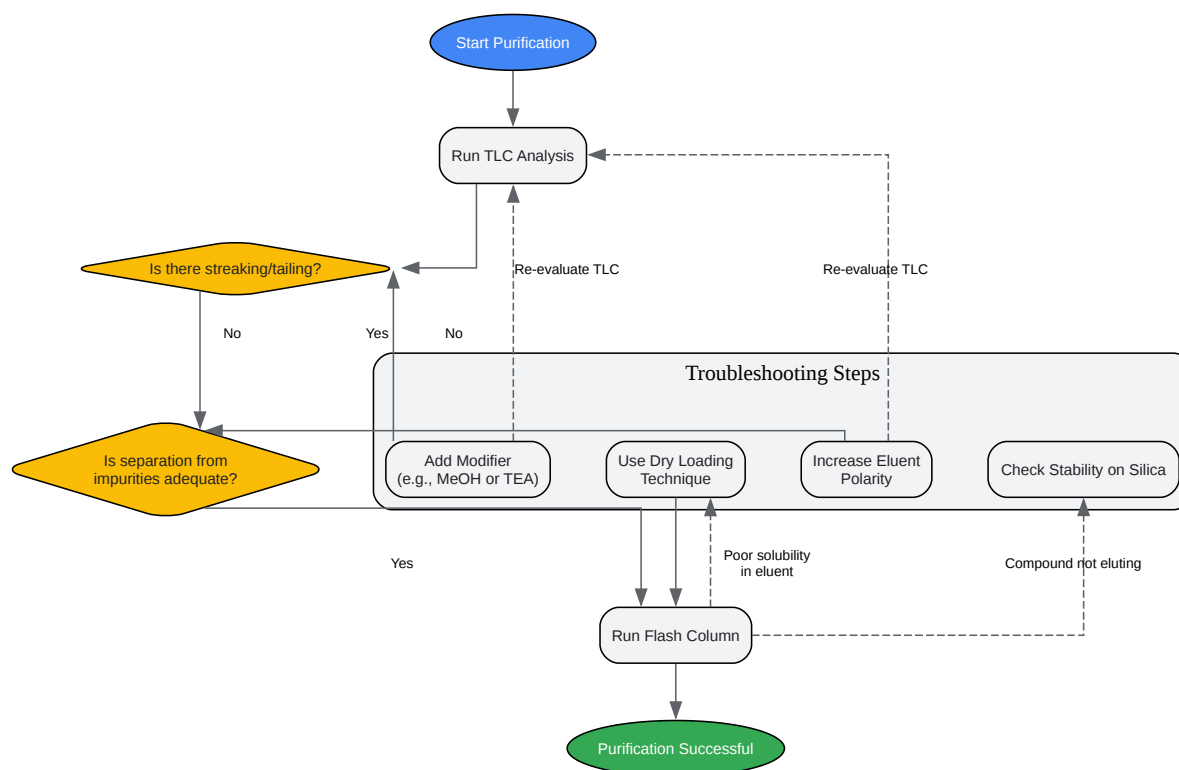 Start Purification
Run TLC Analysis
Is there streaking/tailing?
Re-evaluate TLC
Re-evaluate TLC
No
Yes
No
Troubleshooting Steps
Is separation from
impurities adequate?
Add Modifier
(e.g., MeOH or TEA)
Use Dry Loading
Technique
Increase Eluent
Polarity
Check Stability on Silica
Yes
Poor solubility
in eluent
Compound not eluting
Run Flash Column
Purification Successful